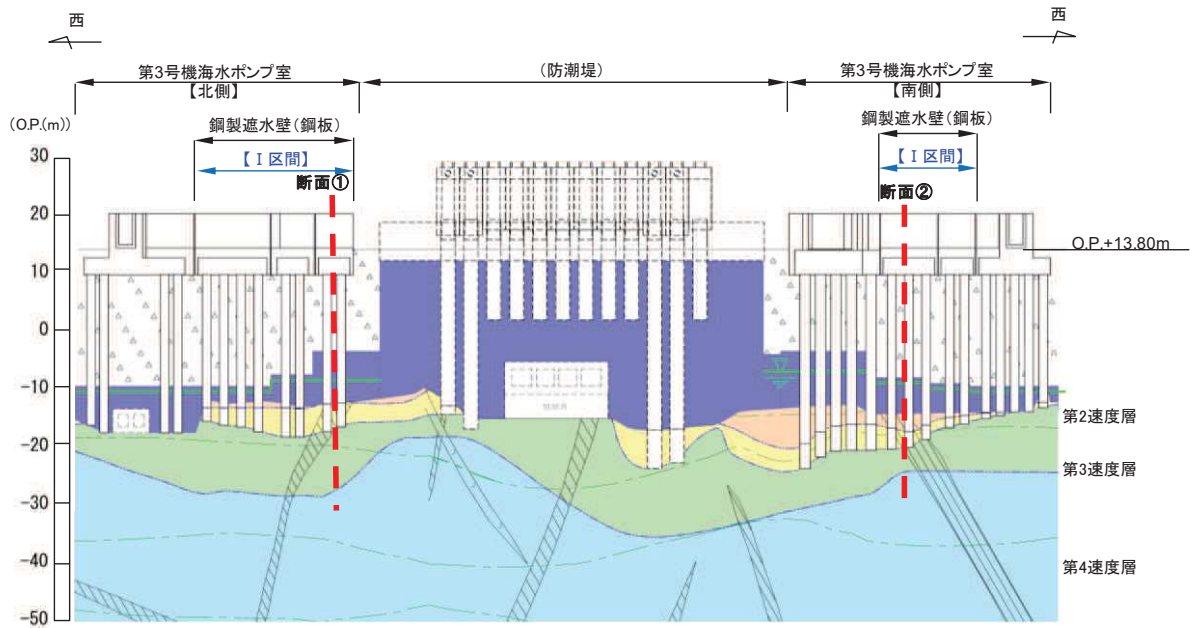 西
西
第3号機海水ポンプ室
【北側】
(防潮堤)
第3号機海水ポンプ室
【南側】
(O.P.(m))
鋼製遮水壁(鋼板)
鋼製遮水壁(鋼板)
【Ⅰ区間】
【Ⅰ区間】
断面①
断面②
30
20
O.P.+13.80m
10
0
-10
第2速度層
-20
第3速度層
-30
-40
第4速度層
-50